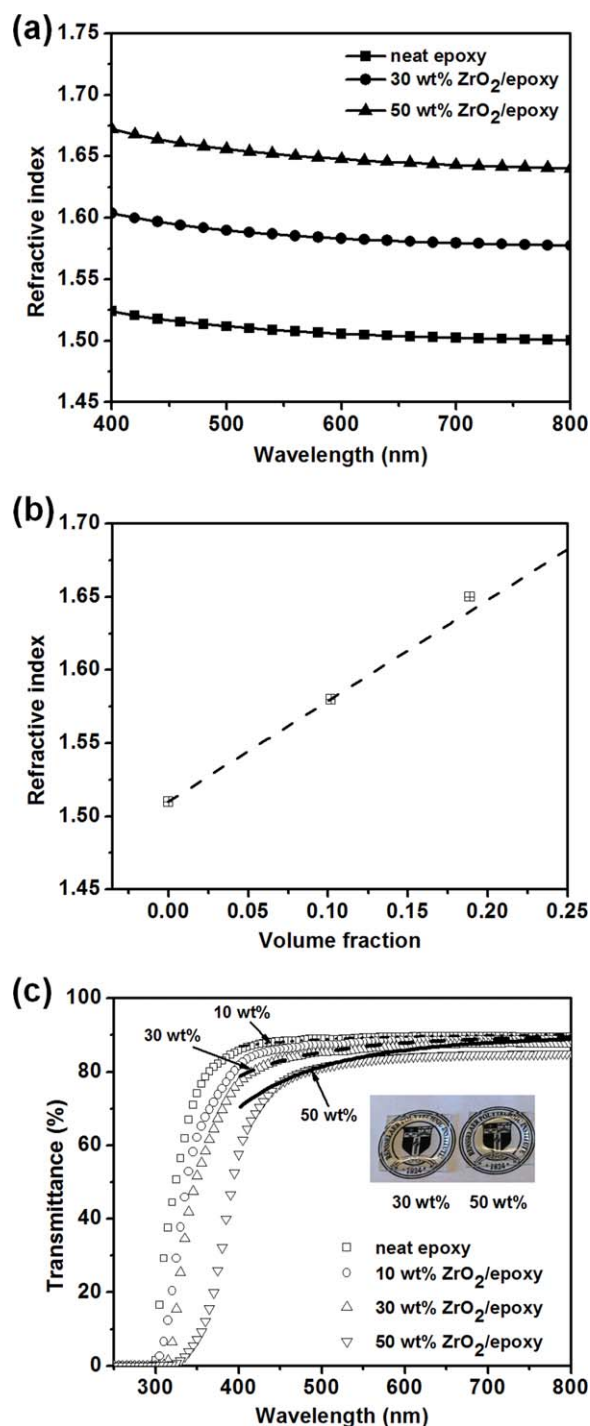 (a)
1.75
1.70
1.65
1.60
1.55
1.50
1.45
Refractive index
neat epoxy
30 wt% ZrO₂/epoxy
50 wt% ZrO₂/epoxy
400 500 600 700 800
Wavelength (nm)
(b)
1.70
1.65
1.60
1.55
1.50
1.45
Refractive index
0.00 0.05 0.10 0.15 0.20 0.25
Volume fraction
(c)
100
80
60
40
20
0
Transmittance (%)
10 wt%
30 wt%
50 wt%
1824
1824
30 wt% 50 wt%
neat epoxy
10 wt% ZrO₂/epoxy
30 wt% ZrO₂/epoxy
50 wt% ZrO₂/epoxy
300 400 500 600 700 800
Wavelength (nm)